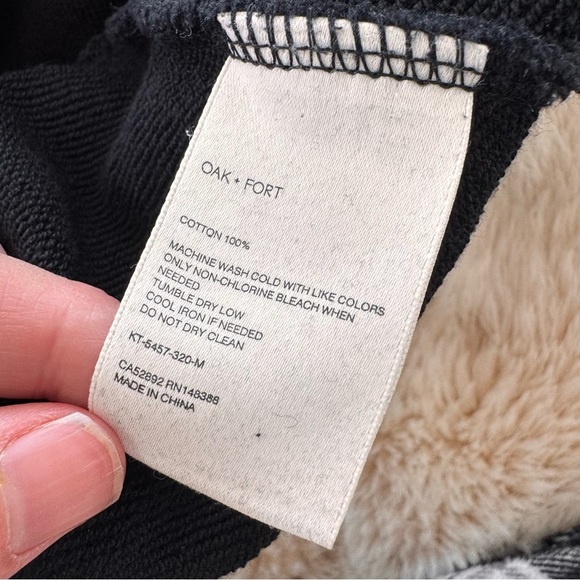 OAK + FORT
COTTON 100%
MACHINE WASH COLD WITH LIKE COLORS
ONLY NON-CHLORINE BLEACH WHEN
NEEDED
TUMBLE DRY LOW
COOL IRON IF NEEDED
DO NOT DRY CLEAN
KT-5457-320-M
CA52892 RN148388
MADE IN CHINA